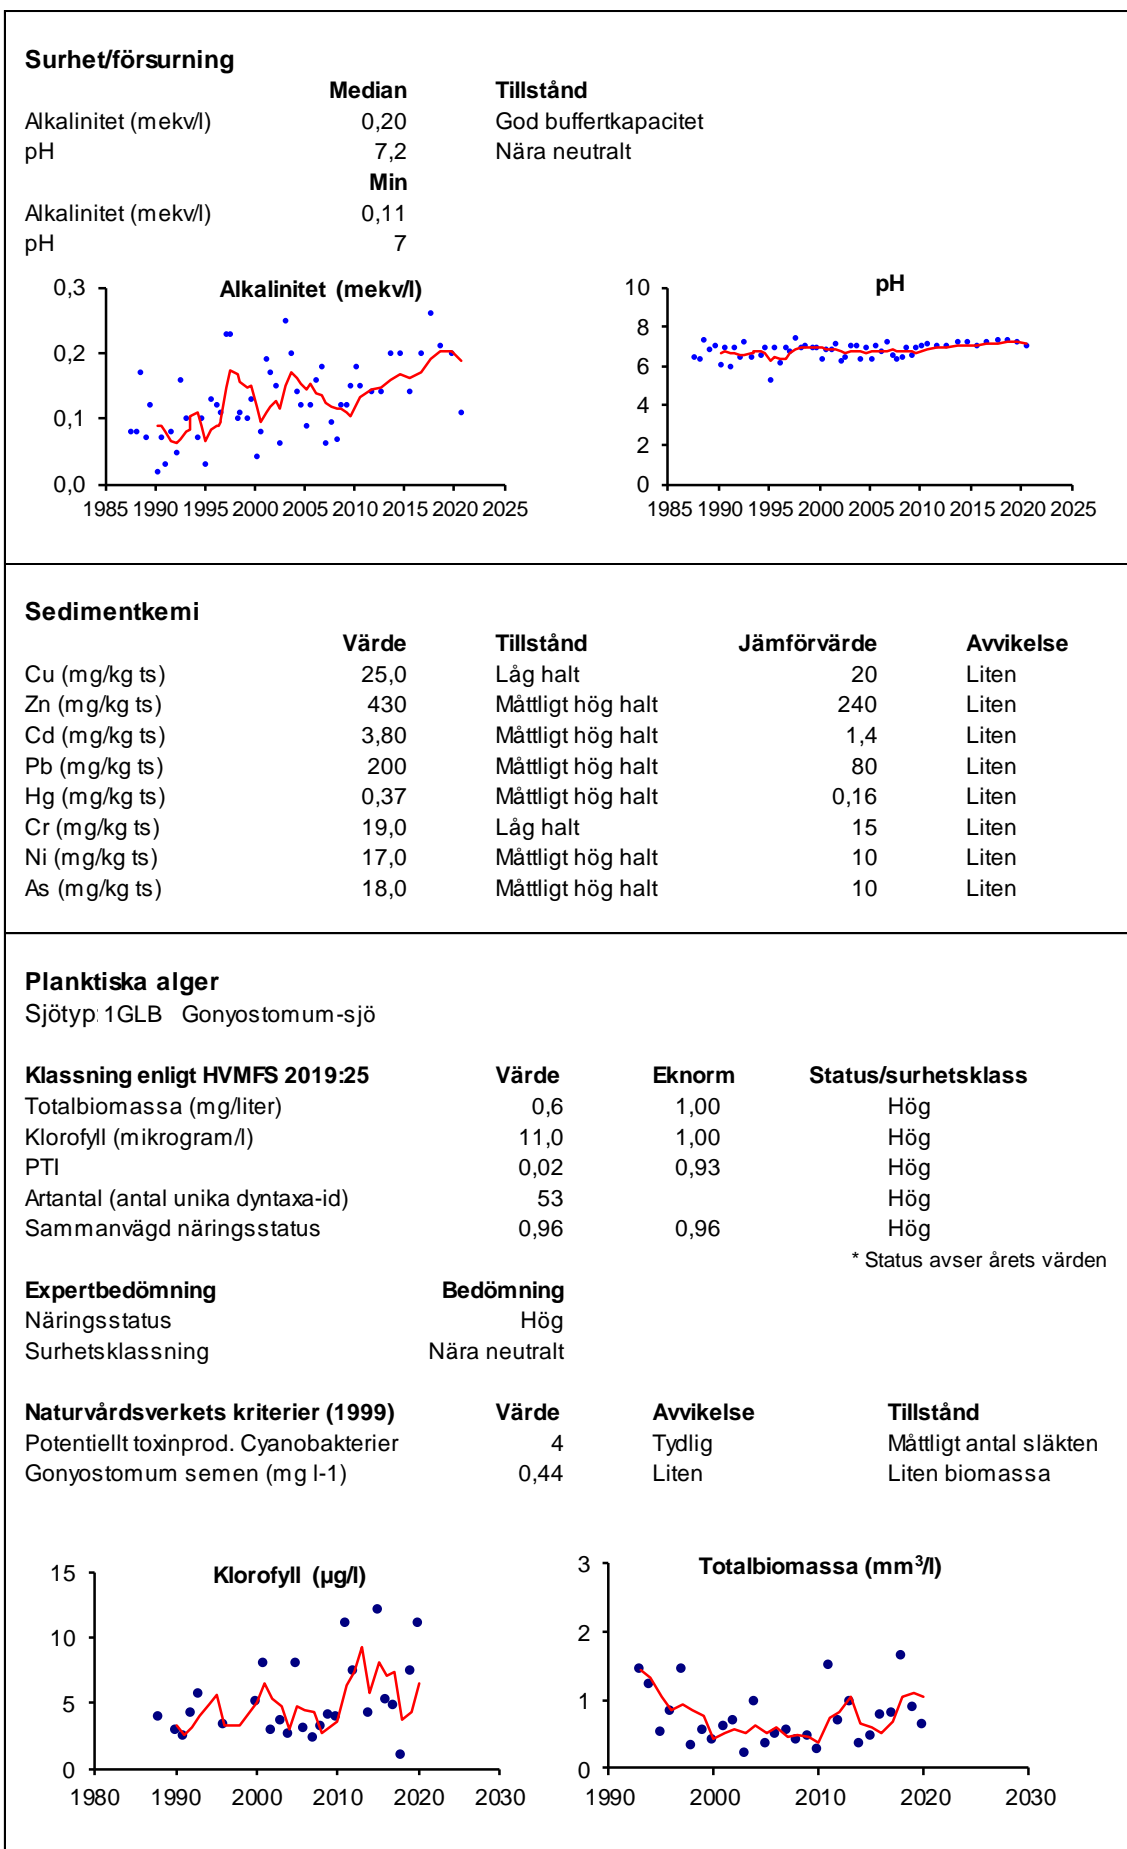 Surhet/försurning
Median Tillstånd
Alkalinitet (mekv/l) 0,20 God buffertkapacitet
pH 7,2 Nära neutralt
Min
Alkalinitet (mekv/l) 0,11
pH 7
Alkalinitet (mekv/l)
0,3
0,2
0,1
0,0
1985 1990 1995 2000 2005 2010 2015 2020 2025
pH
10
8
6
4
2
0
1985 1990 1995 2000 2005 2010 2015 2020 2025
Sedimentkemi
Värde Tillstånd Jämförvärde Avvikelse
Cu (mg/kg ts) 25,0 Låg halt 20 Liten
Zn (mg/kg ts) 430 Måttligt hög halt 240 Liten
Cd (mg/kg ts) 3,80 Måttligt hög halt 1,4 Liten
Pb (mg/kg ts) 200 Måttligt hög halt 80 Liten
Hg (mg/kg ts) 0,37 Måttligt hög halt 0,16 Liten
Cr (mg/kg ts) 19,0 Låg halt 15 Liten
Ni (mg/kg ts) 17,0 Måttligt hög halt 10 Liten
As (mg/kg ts) 18,0 Måttligt hög halt 10 Liten
Planktiska alger
Sjötyp: 1GLB Gonyostomum-sjö
Klassning enligt HVMFS 2019:25 Värde Eknorm Status/surhetsklass
Totalbiomassa (mg/liter) 0,6 1,00 Hög
Klorofyll (mikrogram/l) 11,0 1,00 Hög
PTI 0,02 0,93 Hög
Artantal (antal unika dyntaxa-id) 53 Hög
Sammanvägd näringsstatus 0,96 0,96 Hög
* Status avser årets värden
Expertbedömning Bedömning
Näringsstatus Hög
Surhetsklassning Nära neutralt
Naturvårdsverkets kriterier (1999) Värde Avvikelse Tillstånd
Potentiellt toxinprod. Cyanobakterier 4 Tydlig Måttligt antal släkten
Gonyostomum semen (mg l-1) 0,44 Liten Liten biomassa
Klorofyll (µg/l)
15
10
5
0
1980 1990 2000 2010 2020 2030
Totalbiomassa (mm³/l)
3
2
1
0
1990 2000 2010 2020 2030